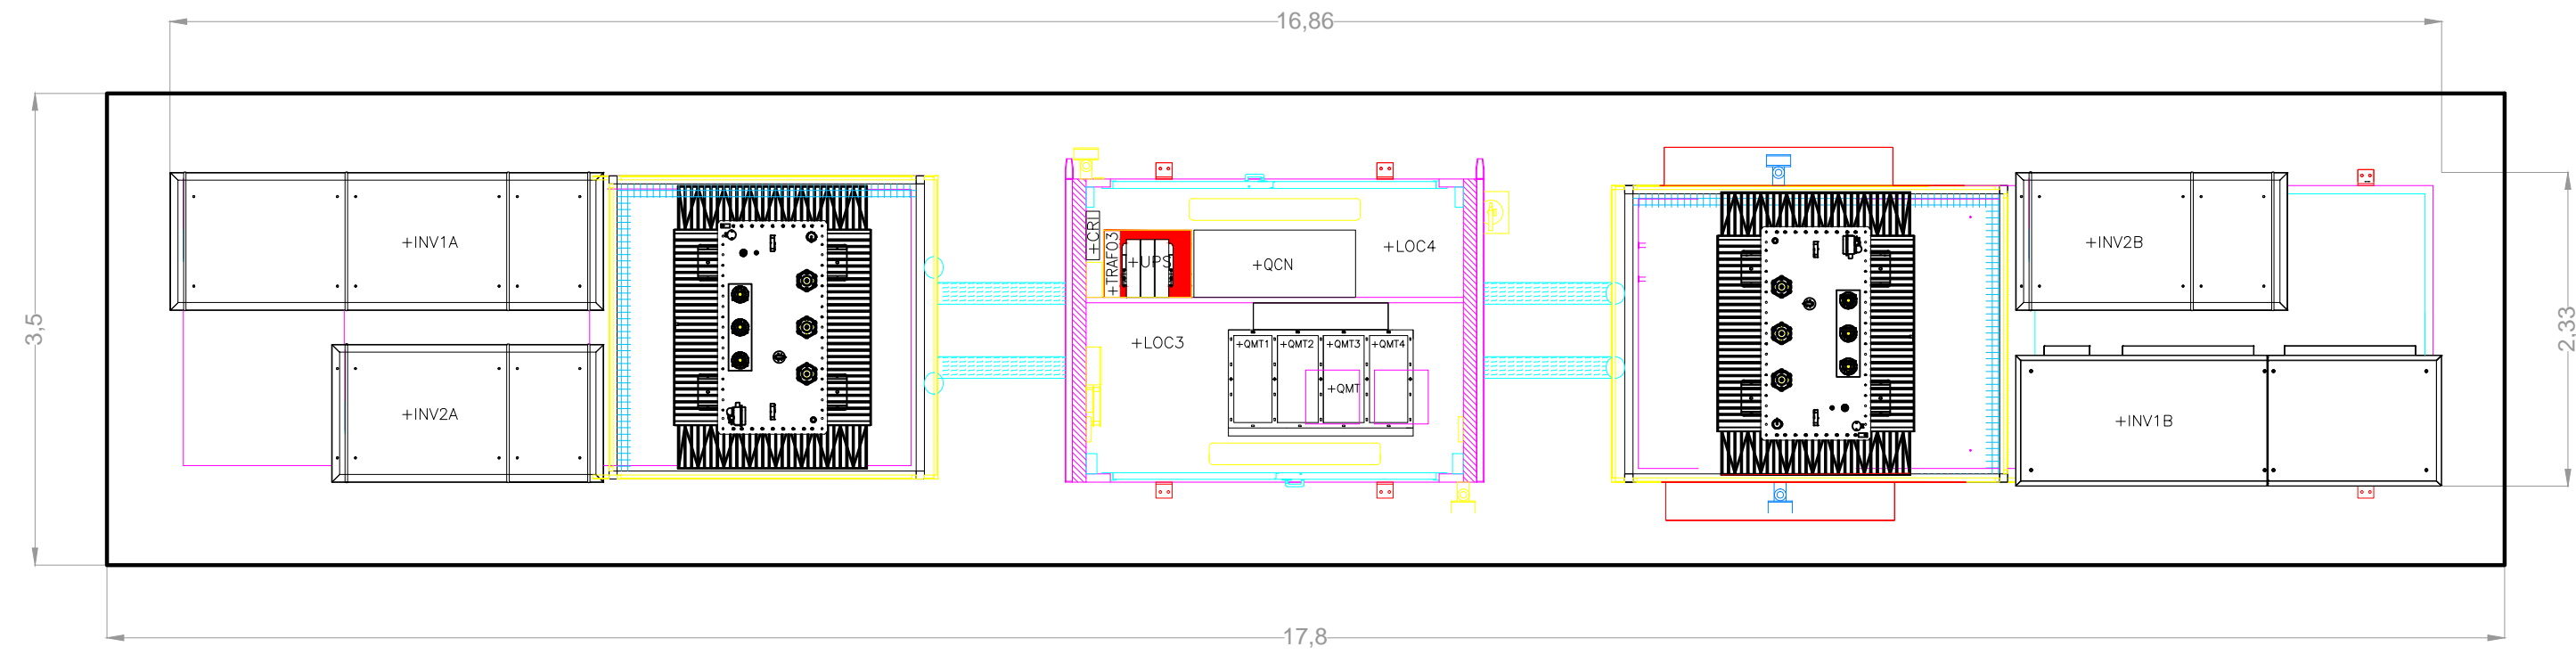 16,86
3,5
+INV1A
+INV2A
+CRI
+TRAFO3
+UPS
+QCN
+LOC4
+LOC3
+QMT1
+QMT2
+QMT3
+QMT4
+QMT
+INV2B
+INV1B
2,33
17,8